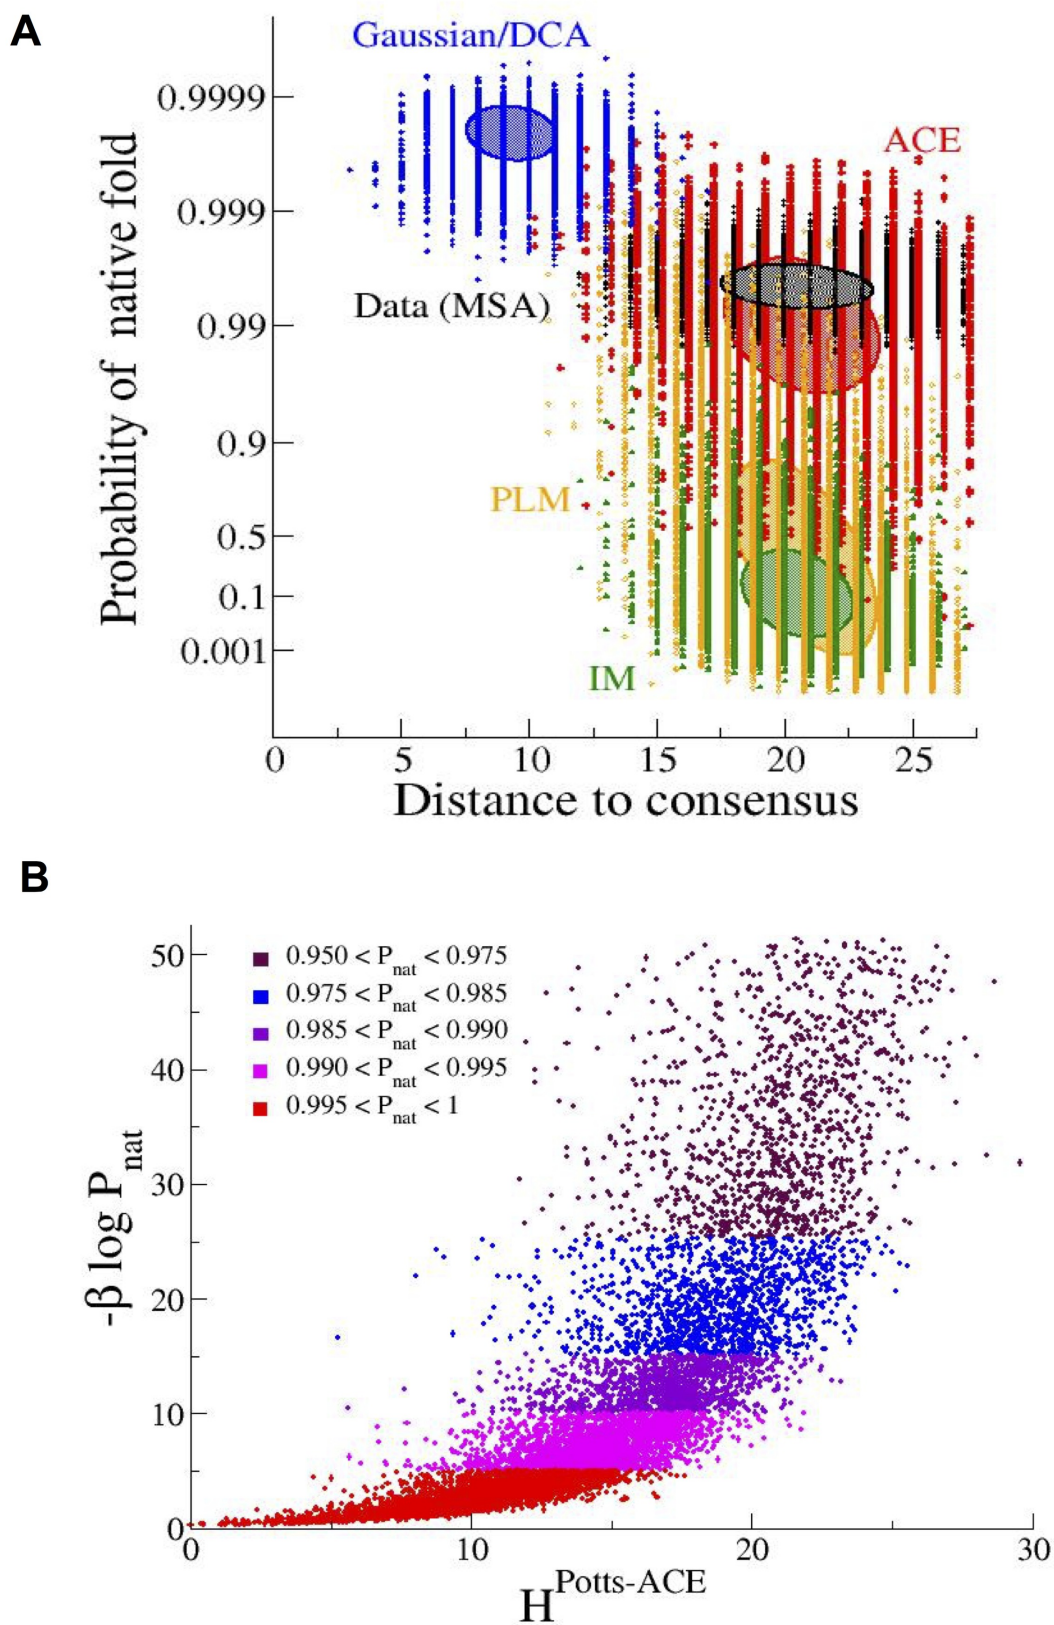 A
Gaussian/DCA
ACE
Data (MSA)
PLM
IM
Probability of native fold
0.9999
0.999
0.99
0.9
0.5
0.1
0.001
0 5 10 15 20 25
Distance to consensus
B
0.950 < Pnat < 0.975
0.975 < Pnat < 0.985
0.985 < Pnat < 0.990
0.990 < Pnat < 0.995
0.995 < Pnat < 1
-β log Pnat
50
40
30
20
10
0
0 10 20 30
H^Potts-ACE